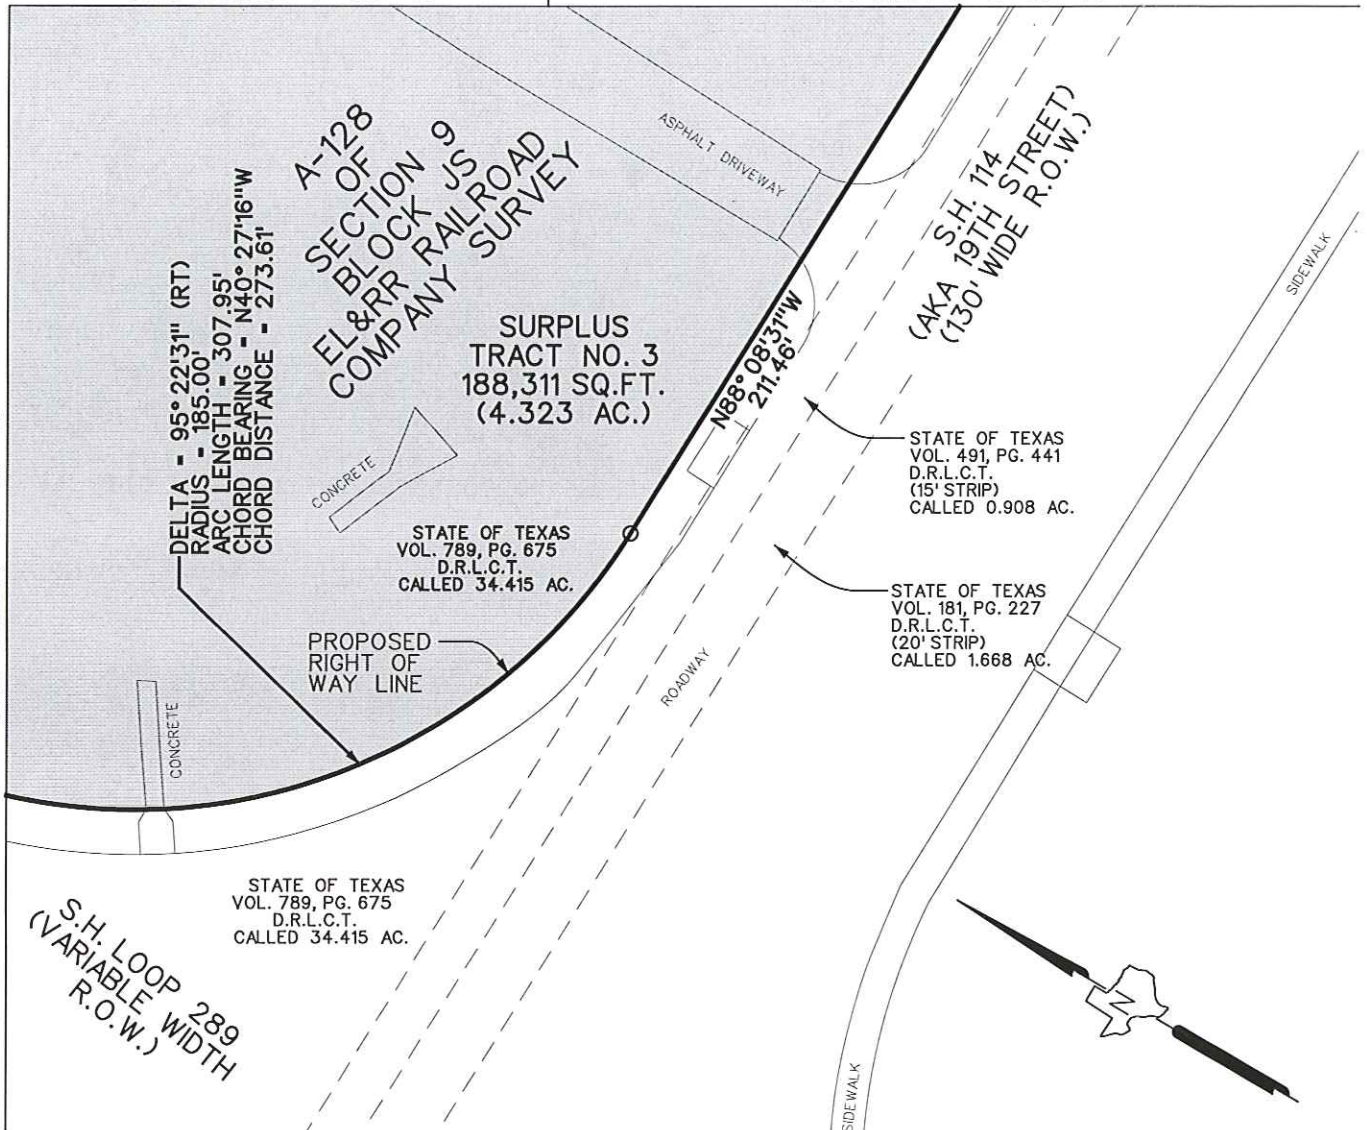 A-128
OF
SECTION 9
BLOCK JS
EL&RR RAILROAD
COMPANY SURVEY
ASPHALT DRIVEWAY
S.H. 114
(AKA 19TH STREET)
(130' WIDE R.O.W.)
SIDEWALK
DELTA = 95°22'31" (RT)
RADIUS = 185.00'
ARC LENGTH = 307.95'
CHORD BEARING = N40°27'16"W
CHORD DISTANCE = 273.61'
SURPLUS
TRACT NO. 3
188,311 SQ.FT.
(4.323 AC.)
N88°08'31"W
211.46'
STATE OF TEXAS
VOL. 491, PG. 441
D.R.L.C.T.
(15' STRIP)
CALLED 0.908 AC.
CONCRETE
STATE OF TEXAS
VOL. 789, PG. 675
D.R.L.C.T.
CALLED 34.415 AC.
STATE OF TEXAS
VOL. 181, PG. 227
D.R.L.C.T.
(20' STRIP)
CALLED 1.668 AC.
PROPOSED
RIGHT OF
WAY LINE
ROADWAY
CONCRETE
STATE OF TEXAS
VOL. 789, PG. 675
D.R.L.C.T.
CALLED 34.415 AC.
S.H. LOOP 289
(VARIABLE WIDTH
R.O.W.)
N
SIDEWALK